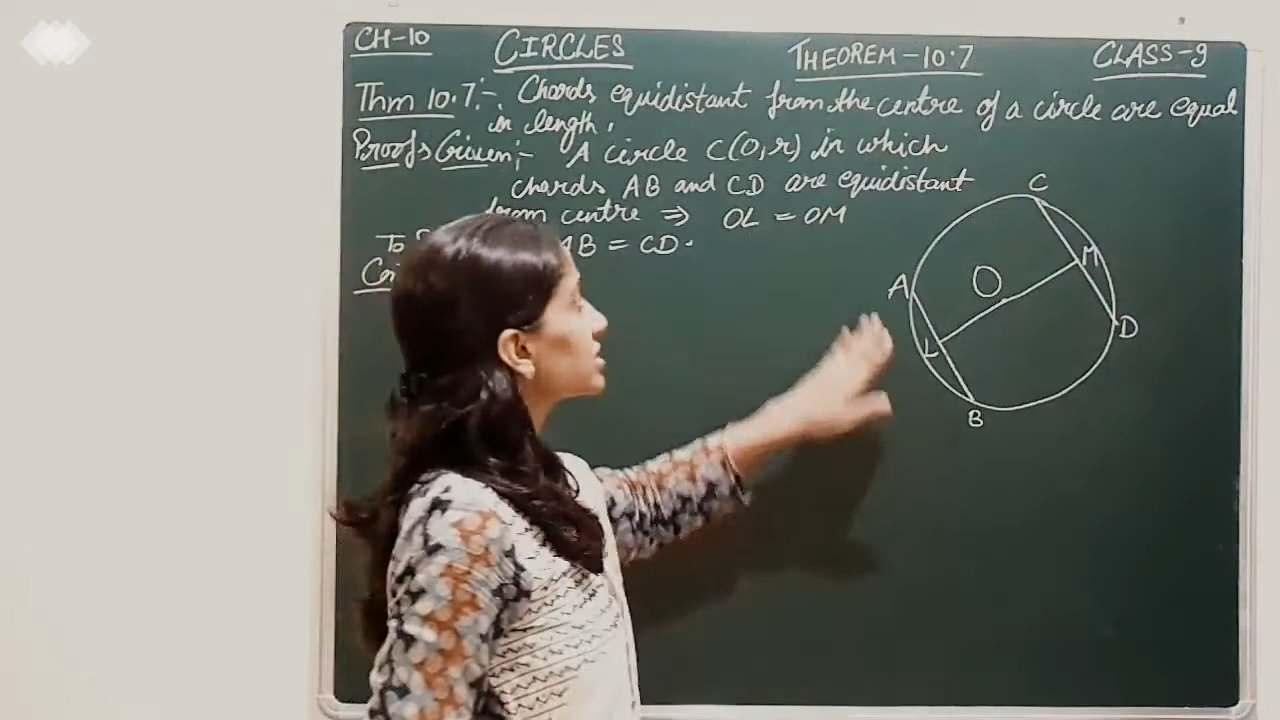 CH-10 CIRCLES THEOREM-10.7 CLASS-9
Thm 10.7:- Chords equidistant from the centre of a circle are equal
in length.
Proof: Given:- A circle C(O,r) in which
chords AB and CD are equidistant
from centre ⇒ OL = OM
To AB = CD.
C
A
M
O
L
D
B